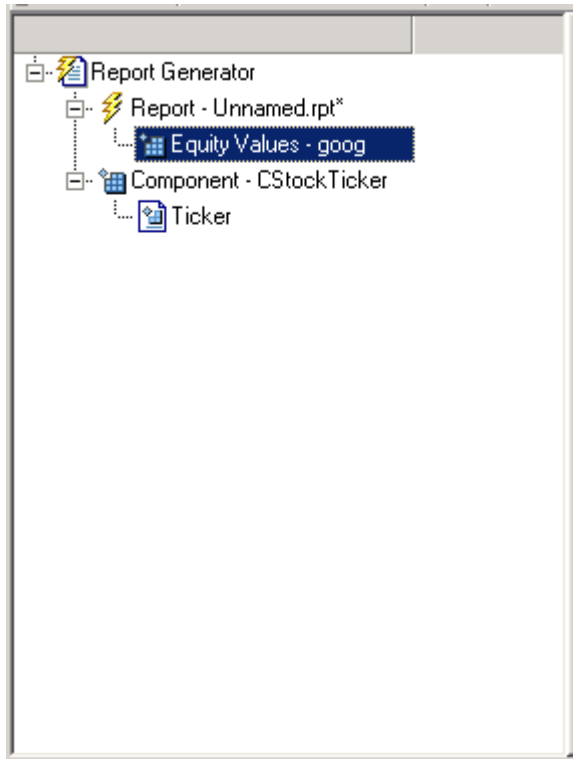 Report Generator
Report - Unnamed.rpt*
Equity Values - goog
Component - CStockTicker
Ticker